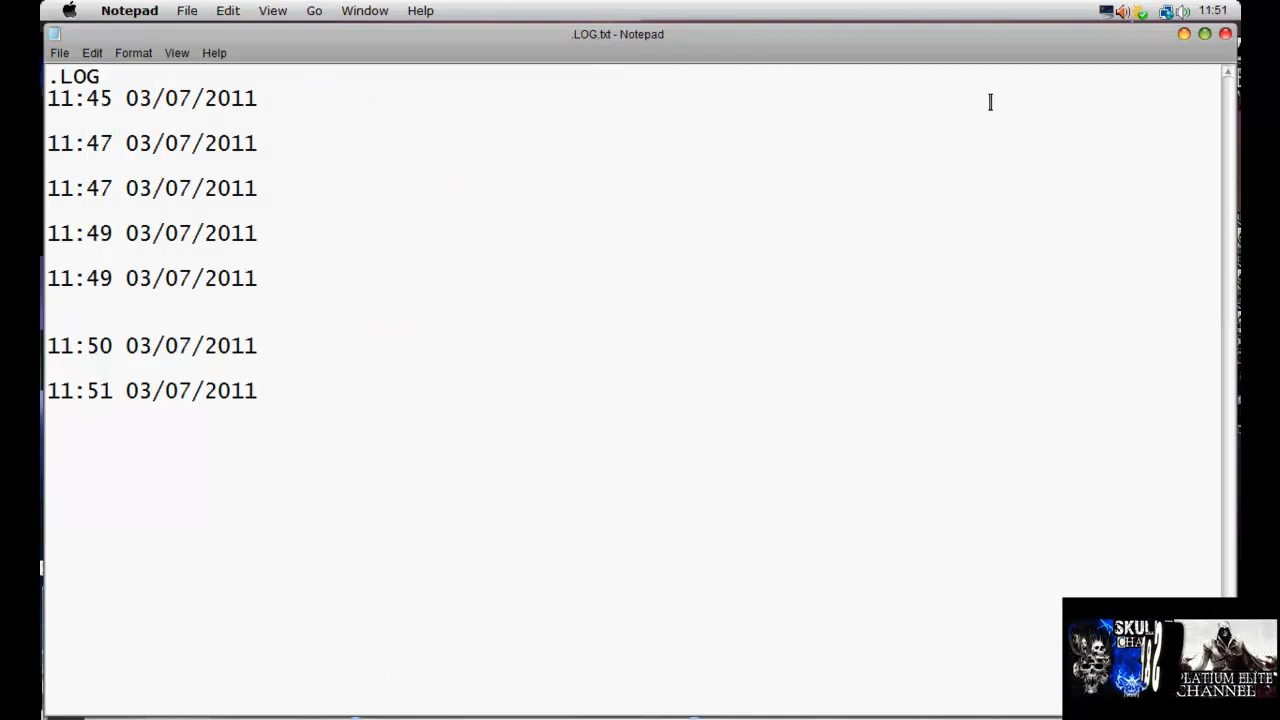 Notepad File Edit View Go Window Help 11:51
.LOG.txt - Notepad
File Edit Format View Help
.LOG
11:45 03/07/2011
11:47 03/07/2011
11:47 03/07/2011
11:49 03/07/2011
11:49 03/07/2011
11:50 03/07/2011
11:51 03/07/2011
PLATIUM ELITE
CHANNEL